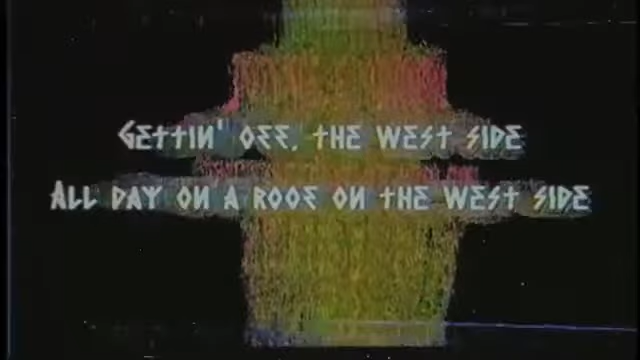 Gettin' off, the west side
All day on a roof on the west side